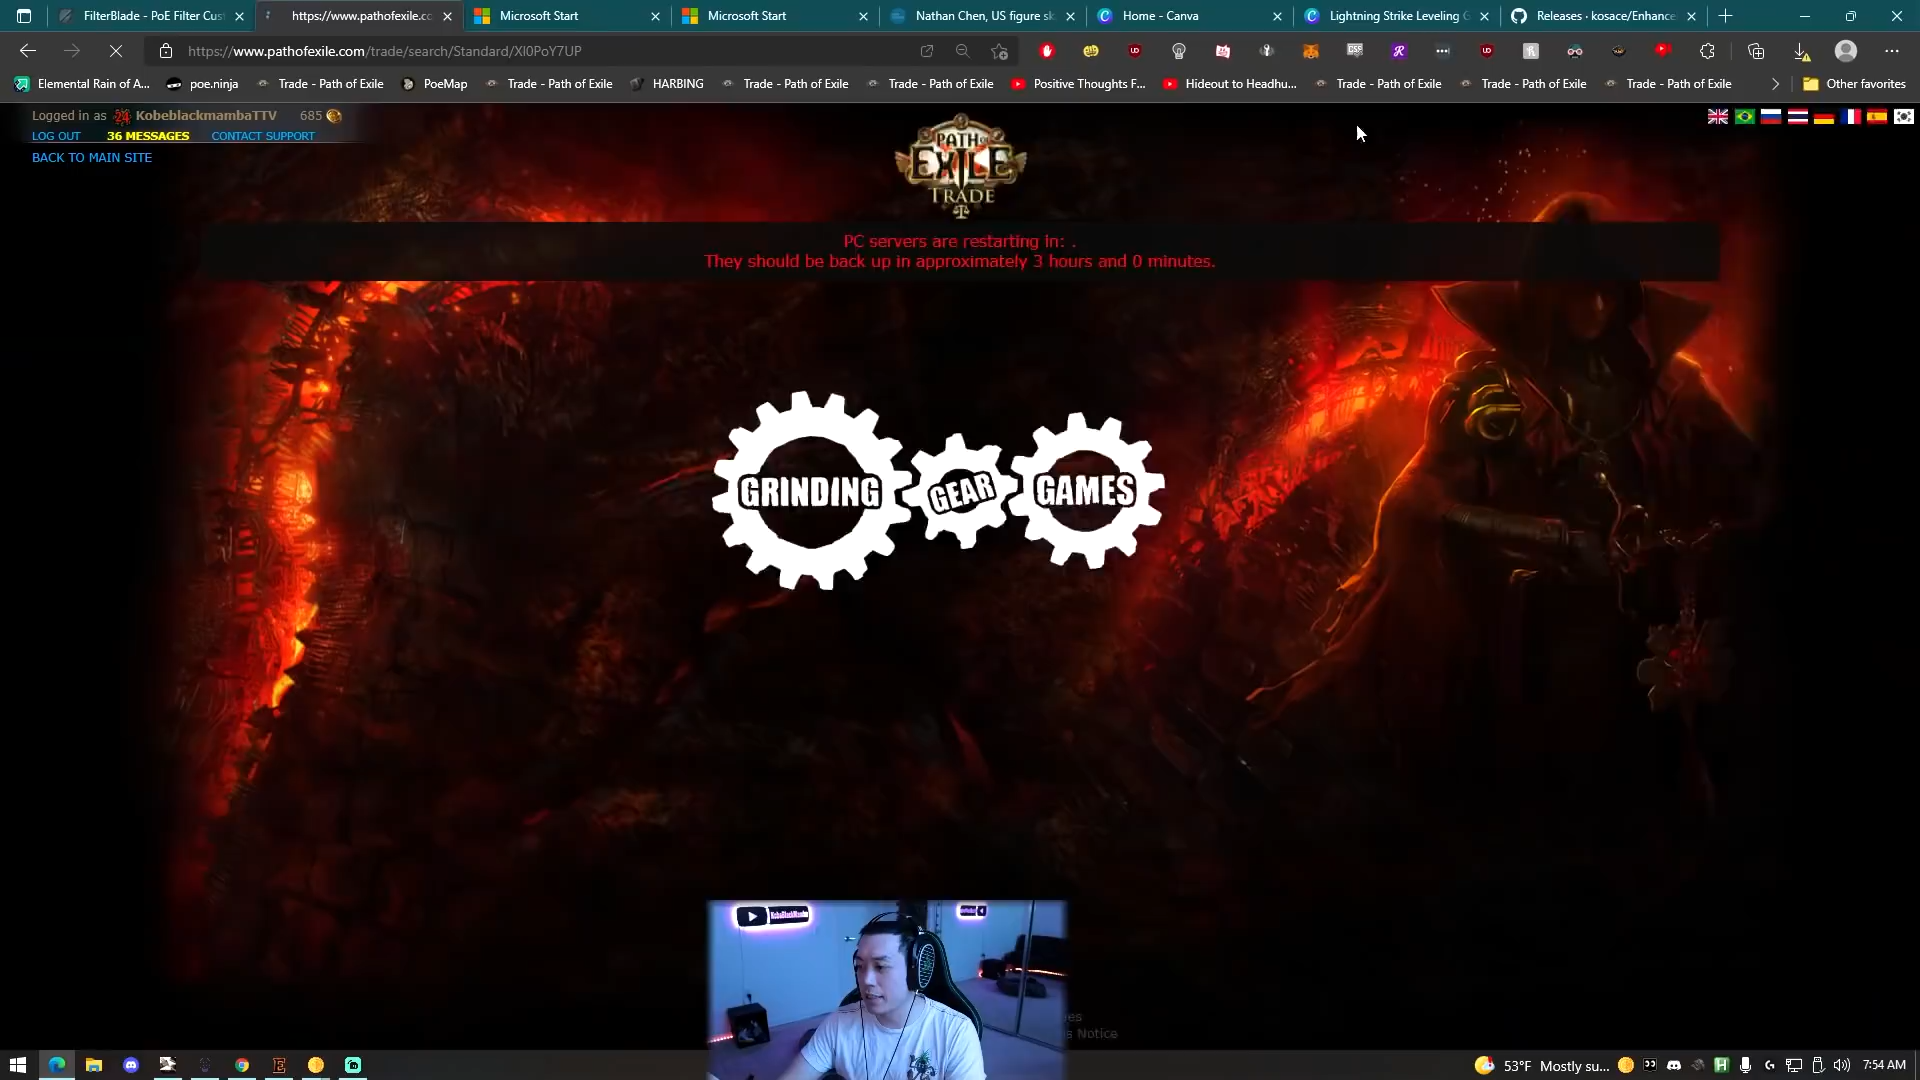 FilterBlade - PoE Filter Cus
https://www.pathofexile.co
Microsoft Start
Microsoft Start
Nathan Chen, US figure sk
Home - Canva
Lightning Strike Leveling G
Releases · kosace/Enhance
https://www.pathofexile.com/trade/search/Standard/Xl0PoY7UP
Elemental Rain of A...
poe.ninja
Trade - Path of Exile
PoeMap
Trade - Path of Exile
HARBING
Trade - Path of Exile
Trade - Path of Exile
Positive Thoughts F...
Hideout to Headhu...
Trade - Path of Exile
Trade - Path of Exile
Trade - Path of Exile
Other favorites
Logged in as KobeblackmambaTTV 685
LOG OUT 36 MESSAGES CONTACT SUPPORT
BACK TO MAIN SITE
PATH OF
EXILE
TRADE
PC servers are restarting in: .
They should be back up in approximately 3 hours and 0 minutes.
GRINDING GEAR GAMES
KobeBlackMamba
s Notice
53°F Mostly su...
7:54 AM